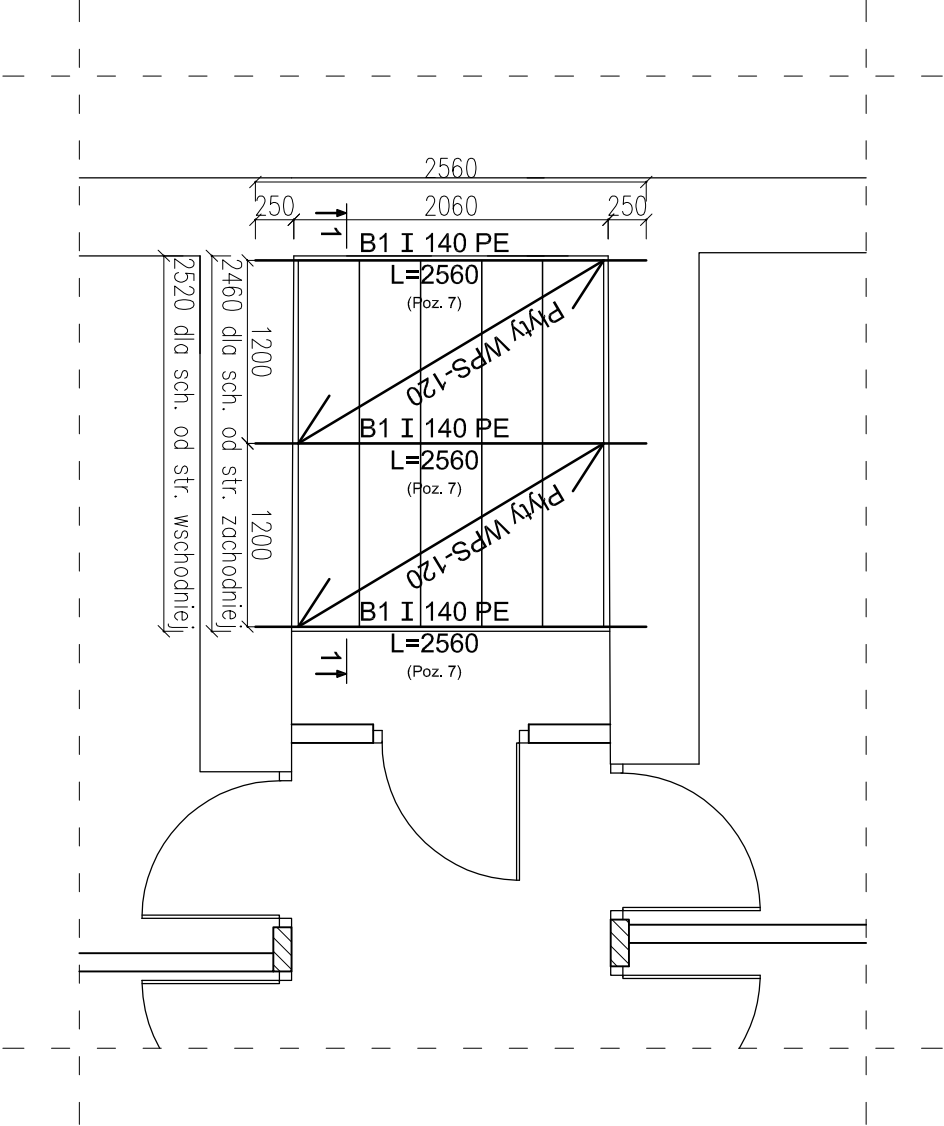 2560
250
2060
250
1
B1 I 140 PE
L=2560
(Poz. 7)
Płyty WPS-120
1200
2460 dla sch. od str. zachodniej
2520 dla sch. od str. wschodniej
B1 I 140 PE
L=2560
(Poz. 7)
Płyty WPS-120
1200
B1 I 140 PE
L=2560
(Poz. 7)
1